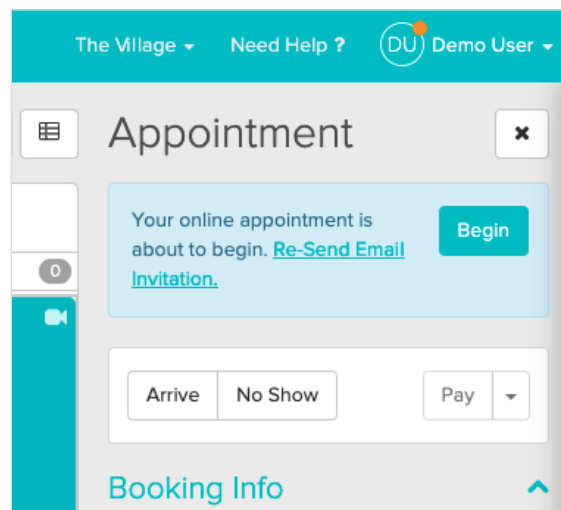 The Village Need Help ? DU Demo User
Appointment
Your online appointment is
about to begin. Re-Send Email
Invitation.
Begin
0
Arrive No Show Pay
Booking Info